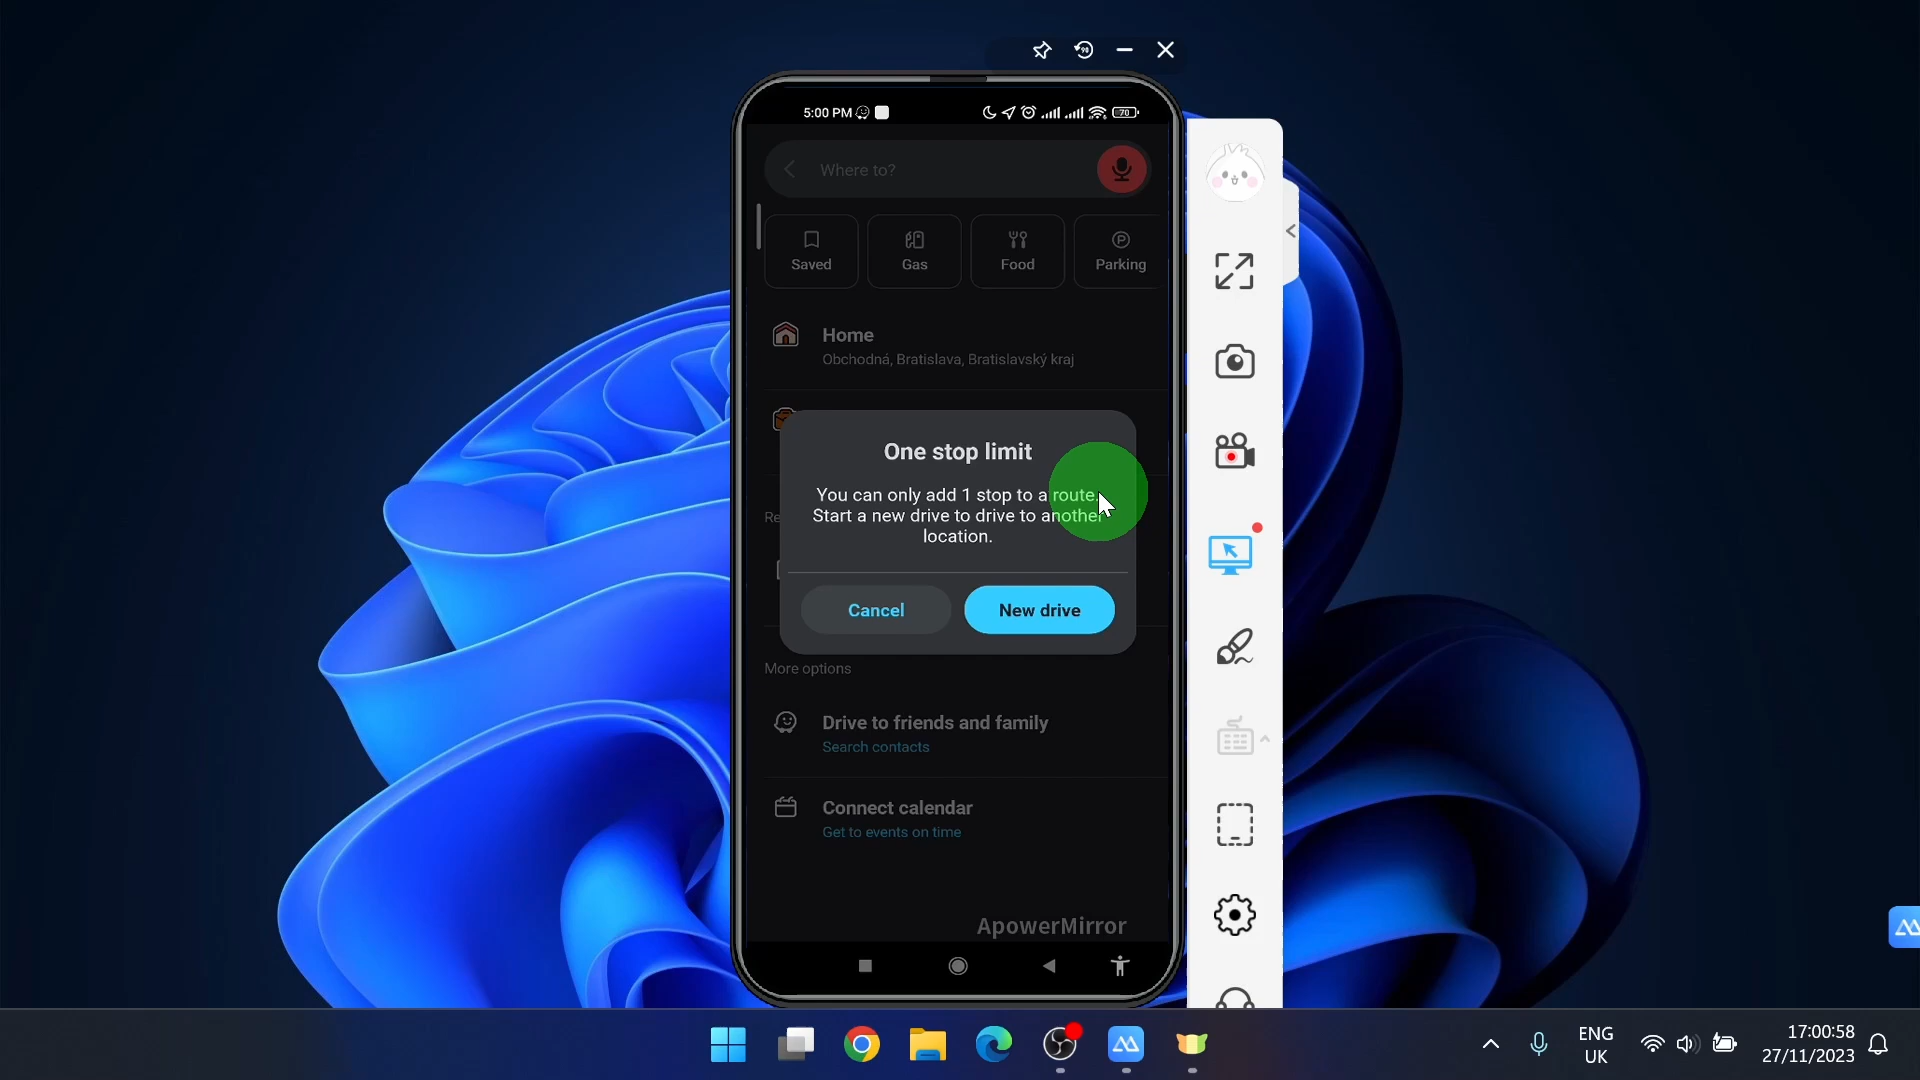 5:00 PM
70
Where to?
Saved
Gas
Food
Parking
Home
Obchodná, Bratislava, Bratislavský kraj
One stop limit
You can only add 1 stop to a route.
Start a new drive to drive to another
location.
Re
Cancel
New drive
More options
Drive to friends and family
Search contacts
Connect calendar
Get to events on time
ApowerMirror
ENG
UK
17:00:58
27/11/2023